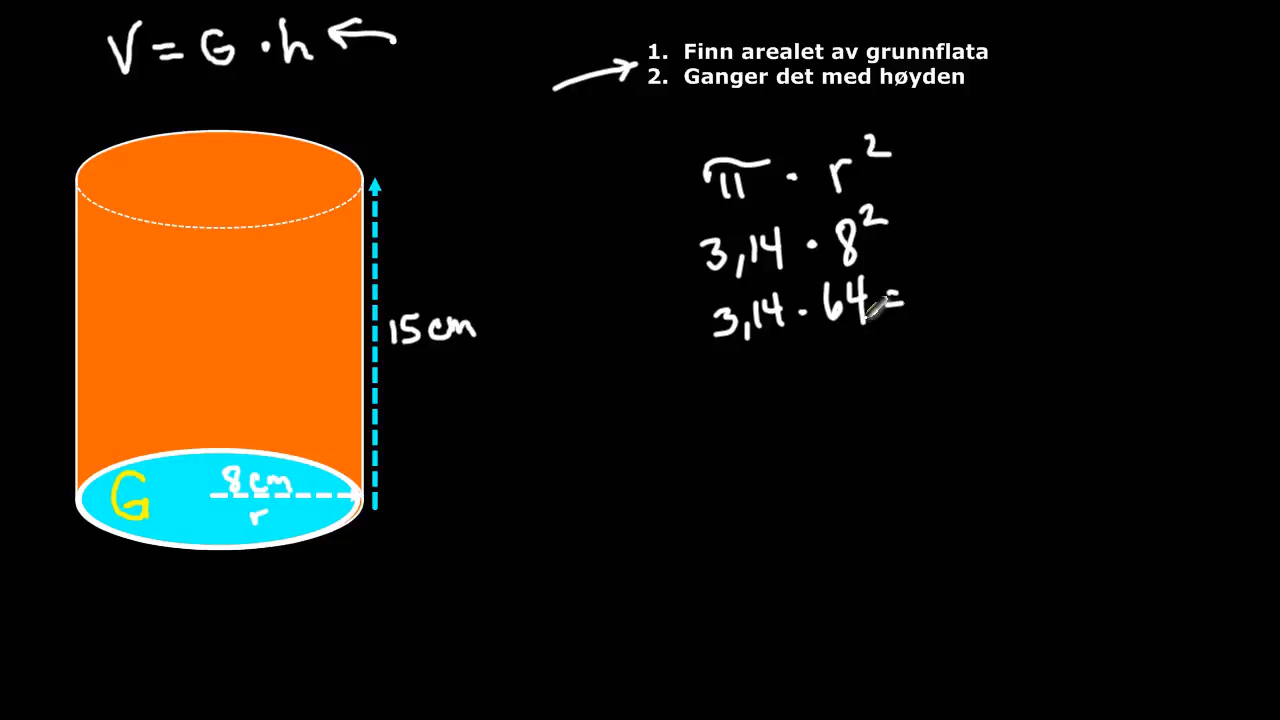 V = G · h
1. Finn arealet av grunnflata
2. Ganger det med høyden
π · r²
3,14 · 8²
3,14 · 64 =
15 cm
8 cm
G
r